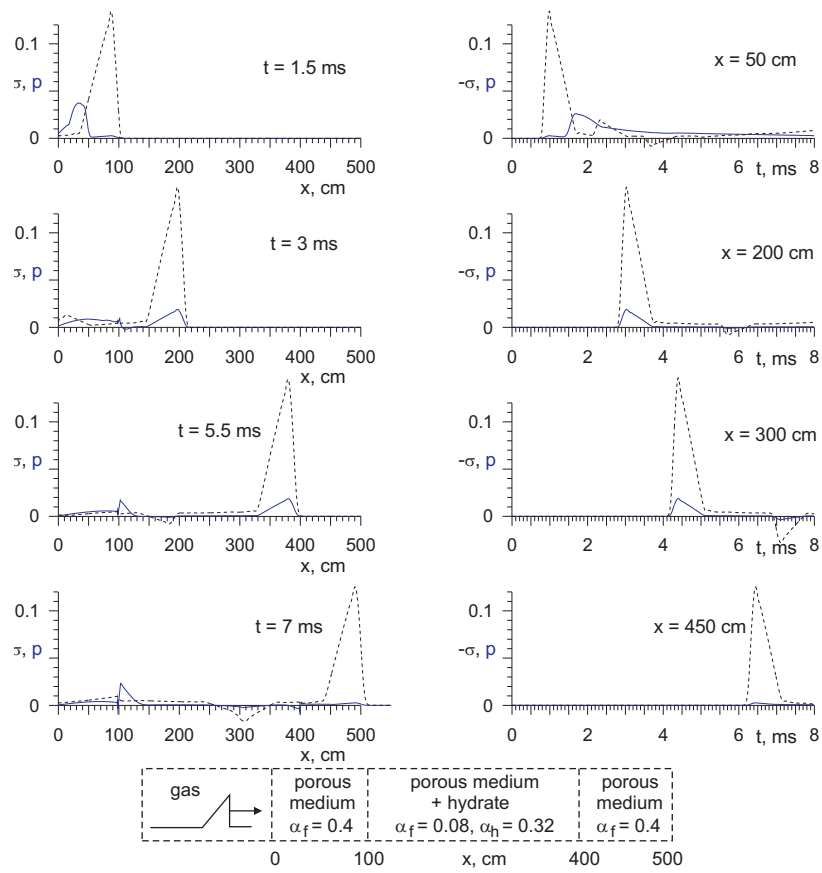 0.1
σ, p
0
t = 1.5 ms
0 100 200 300 400 500
x, cm
0.1
-σ, p
0
x = 50 cm
0 2 4 6 t, ms 8
0.1
σ, p
0
t = 3 ms
0 100 200 300 400 500
x, cm
0.1
-σ, p
0
x = 200 cm
0 2 4 6 t, ms 8
0.1
σ, p
0
t = 5.5 ms
0 100 200 300 400 500
x, cm
0.1
-σ, p
0
x = 300 cm
0 2 4 6 t, ms 8
0.1
σ, p
0
t = 7 ms
0 100 200 300 400 500
x, cm
0.1
-σ, p
0
x = 450 cm
0 2 4 6 t, ms 8
gas
porous
medium
αf = 0.4
porous medium
+ hydrate
αf = 0.08, αh = 0.32
porous
medium
αf = 0.4
0 100 x, cm 400 500